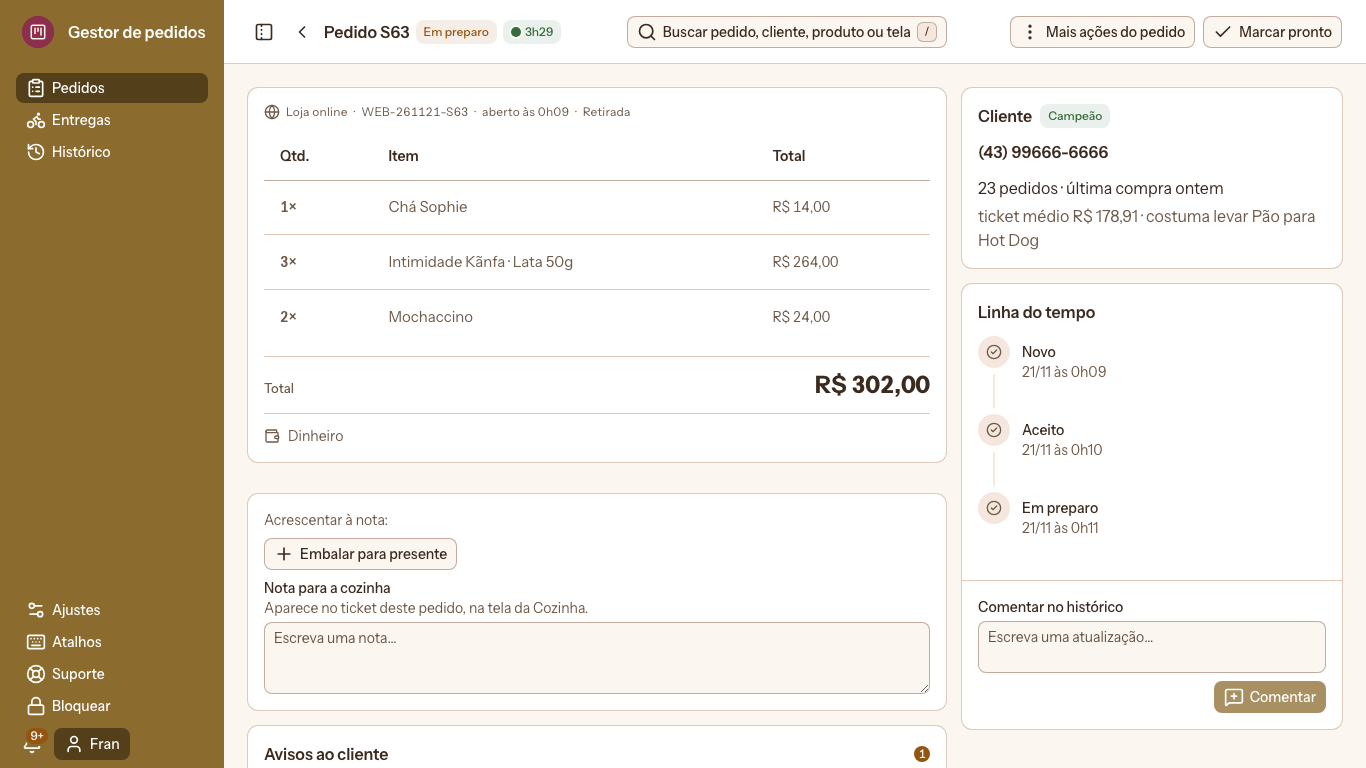 Gestor de pedidos
Pedidos
Entregas
Histórico
Ajustes
Atalhos
Suporte
Bloquear
9+
Fran
Pedido S63
Em preparo
3h29
Buscar pedido, cliente, produto ou tela /
Mais ações do pedido
Marcar pronto
Loja online · WEB-261121-S63 · aberto às 0h09 · Retirada
Qtd. Item Total
1× Chá Sophie R$ 14,00
3× Intimidade Kãnfa · Lata 50g R$ 264,00
2× Mochaccino R$ 24,00
Total R$ 302,00
Dinheiro
Acrescentar à nota:
Embalar para presente
Nota para a cozinha
Aparece no ticket deste pedido, na tela da Cozinha.
Escreva uma nota...
Avisos ao cliente 1
Cliente Campeão
(43) 99666-6666
23 pedidos · última compra ontem
ticket médio R$ 178,91 · costuma levar Pão para
Hot Dog
Linha do tempo
Novo
21/11 às 0h09
Aceito
21/11 às 0h10
Em preparo
21/11 às 0h11
Comentar no histórico
Escreva uma atualização...
Comentar